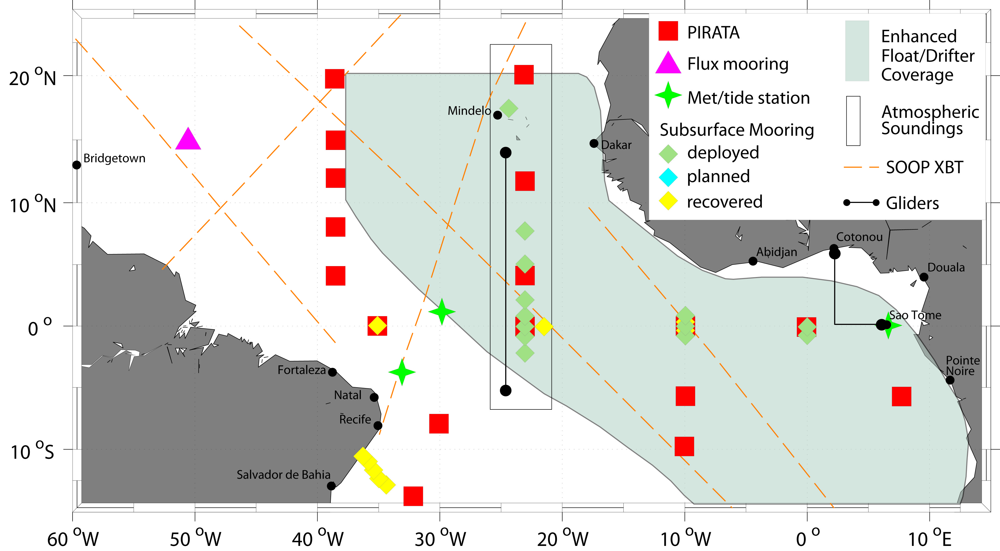 PIRATA
Flux mooring
Met/tide station
Subsurface Mooring
deployed
planned
recovered
Enhanced
Float/Drifter
Coverage
Atmospheric
Soundings
SOOP XBT
Gliders
20 °N
10 °N
0 °
10 °S
Mindelo
Dakar
Bridgetown
Cotonou
Abidjan
Douala
Sao Tome
Pointe
Noire
Fortaleza
Natal
Recife
Salvador de Bahia
60 °W
50 °W
40 °W
30 °W
20 °W
10 °W
0 °
10 °E